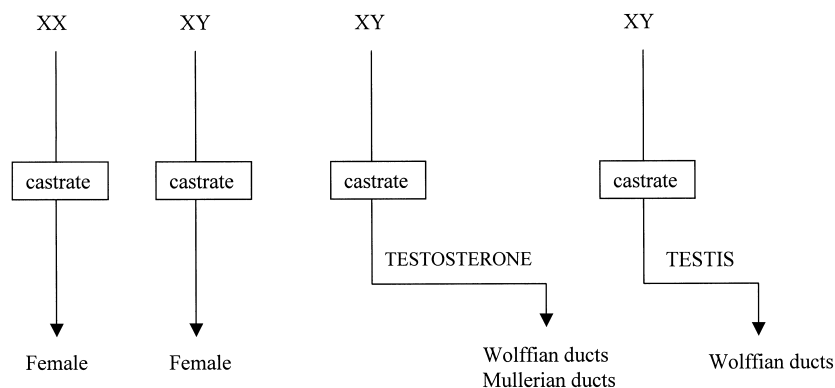 XX XY XY XY
castrate castrate castrate castrate
TESTOSTERONE TESTIS
Female Female Wolffian ducts Wolffian ducts
Mullerian ducts